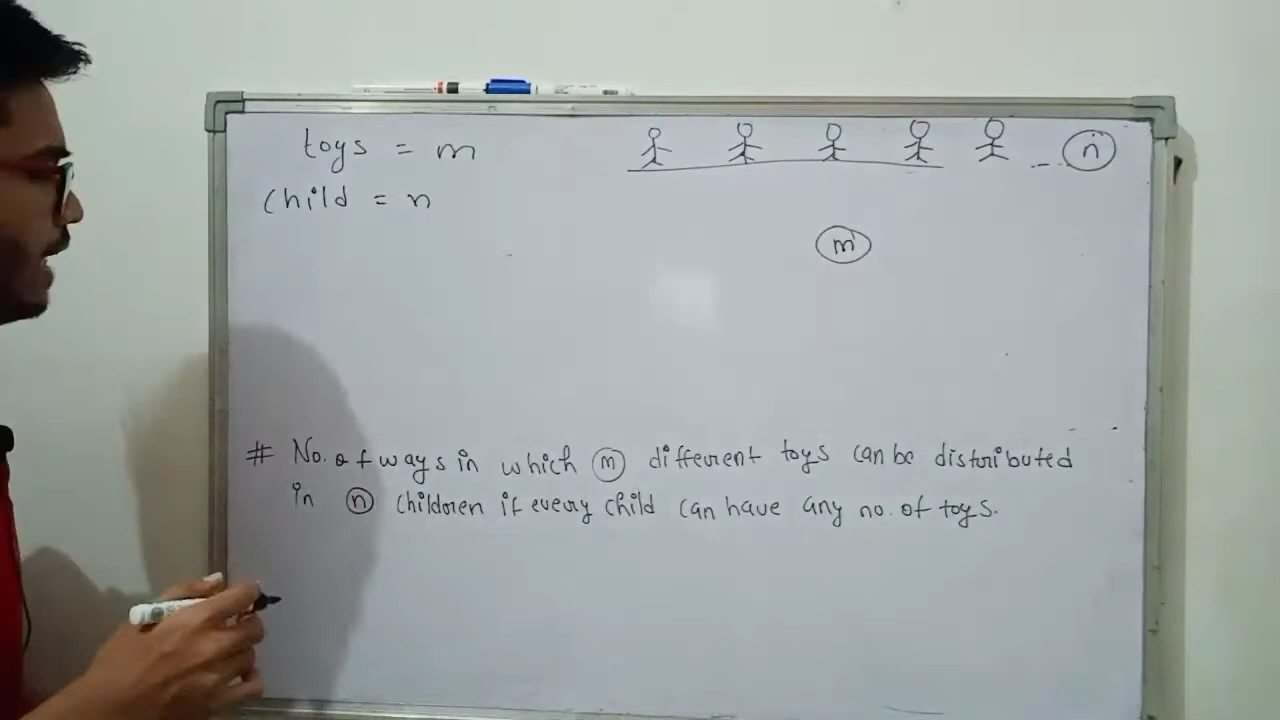 toys = m
child = n
n
m
# No. of ways in which m different toys can be distributed
in n children if every child can have any no. of toys.